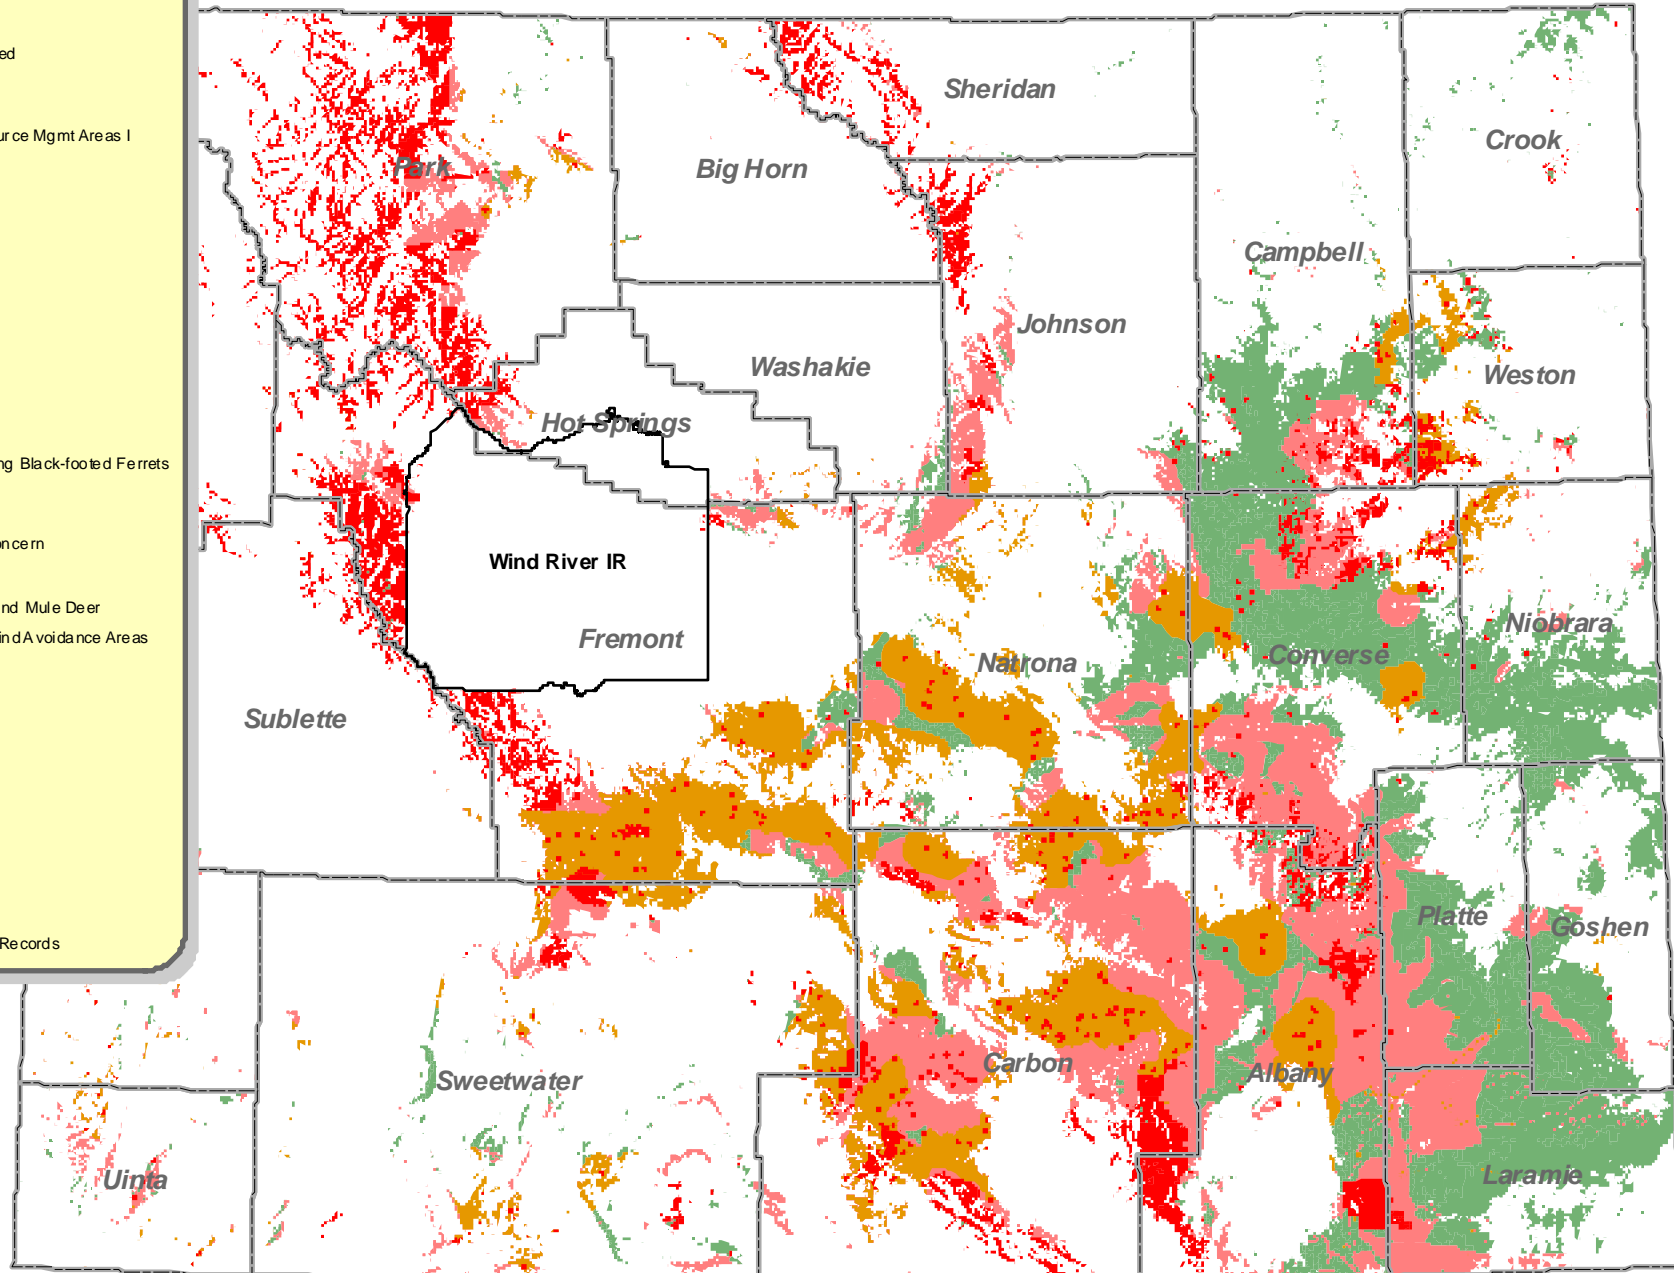 ed
urce Mgmt Areas I
ng Black-footed Ferrets
oncern
nd Mule Deer
ind Avoidance Areas
Records
Sheridan
Crook
Park
Big Horn
Campbell
Johnson
Washakie
Weston
Hot Springs
Wind River IR
Fremont
Natrona
Converse
Niobrara
Sublette
Platte
Goshen
Carbon
Albany
Sweetwater
Uinta
Laramie